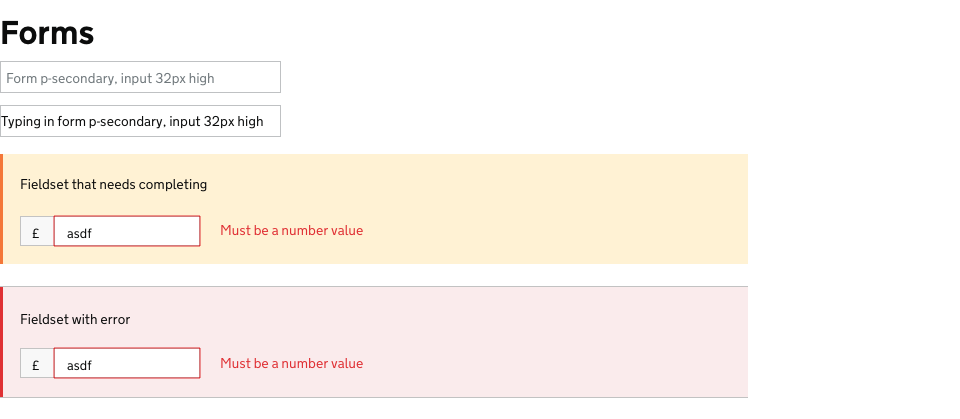 Forms
Form p-secondary, input 32px high
Typing in form p-secondary, input 32px high
Fieldset that needs completing
£ asdf Must be a number value
Fieldset with error
£ asdf Must be a number value